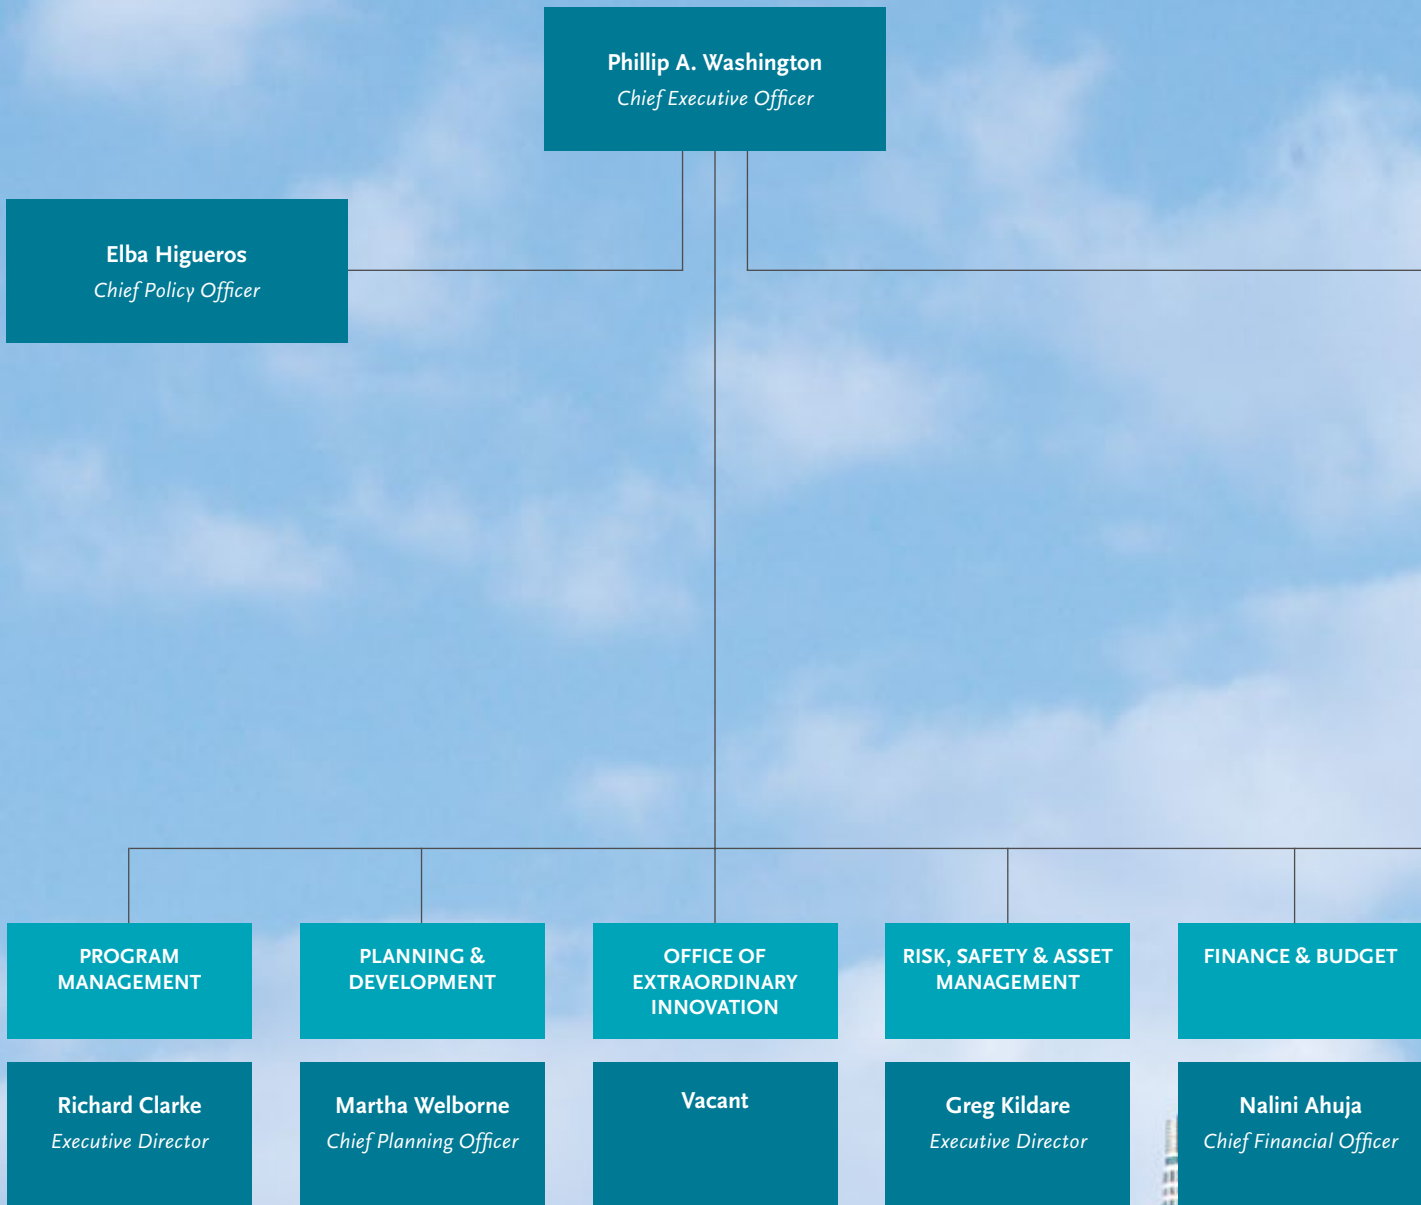 Phillip A. Washington
Chief Executive Officer
Elba Higueros
Chief Policy Officer
PROGRAM
MANAGEMENT
PLANNING &
DEVELOPMENT
OFFICE OF
EXTRAORDINARY
INNOVATION
RISK, SAFETY & ASSET
MANAGEMENT
FINANCE & BUDGET
Richard Clarke
Executive Director
Martha Welborne
Chief Planning Officer
Vacant
Greg Kildare
Executive Director
Nalini Ahuja
Chief Financial Officer